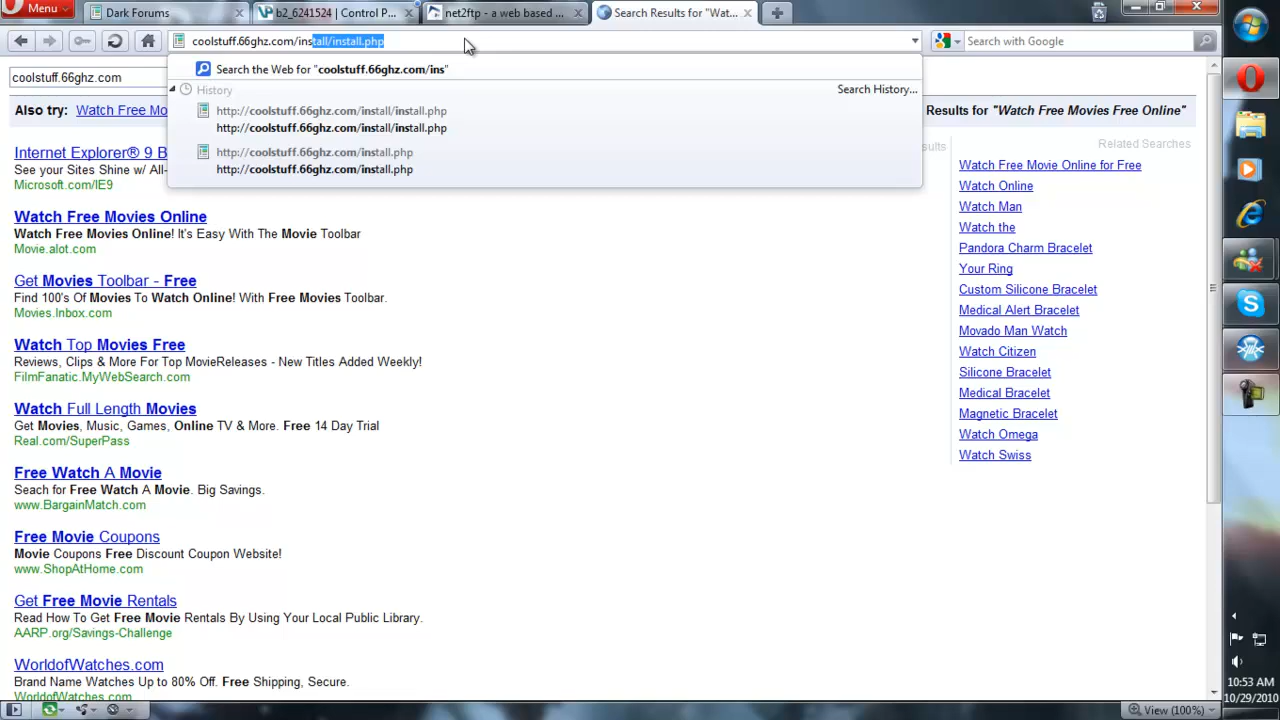 Menu
Dark Forums
b2_6241524 | Control P...
net2ftp - a web based ...
Search Results for "Wat...
coolstuff.66ghz.com/install/install.php
Search with Google
Search the Web for "coolstuff.66ghz.com/ins"
History
Search History...
http://coolstuff.66ghz.com/install/install.php
http://coolstuff.66ghz.com/install/install.php
http://coolstuff.66ghz.com/install.php
http://coolstuff.66ghz.com/install.php
coolstuff.66ghz.com
Also try: Watch Free Mo
Results for "Watch Free Movies Free Online"
Internet Explorer® 9 B
See your Sites Shine w/ All-
Microsoft.com/IE9
Watch Free Movies Online
Watch Free Movies Online! It's Easy With The Movie Toolbar
Movie.alot.com
Get Movies Toolbar - Free
Find 100's Of Movies To Watch Online! With Free Movies Toolbar.
Movies.Inbox.com
Watch Top Movies Free
Reviews, Clips & More For Top MovieReleases - New Titles Added Weekly!
FilmFanatic.MyWebSearch.com
Watch Full Length Movies
Get Movies, Music, Games, Online TV & More. Free 14 Day Trial
Real.com/SuperPass
Free Watch A Movie
Seach for Free Watch A Movie. Big Savings.
www.BargainMatch.com
Free Movie Coupons
Movie Coupons Free Discount Coupon Website!
www.ShopAtHome.com
Get Free Movie Rentals
Read How To Get Free Movie Rentals By Using Your Local Public Library.
AARP.org/Savings-Challenge
WorldofWatches.com
Brand Name Watches Up to 80% Off. Free Shipping, Secure.
WorldofWatches.com
sults
Related Searches
Watch Free Movie Online for Free
Watch Online
Watch Man
Watch the
Pandora Charm Bracelet
Your Ring
Custom Silicone Bracelet
Medical Alert Bracelet
Movado Man Watch
Watch Citizen
Silicone Bracelet
Medical Bracelet
Magnetic Bracelet
Watch Omega
Watch Swiss
10:53 AM
10/29/2010
View (100%)